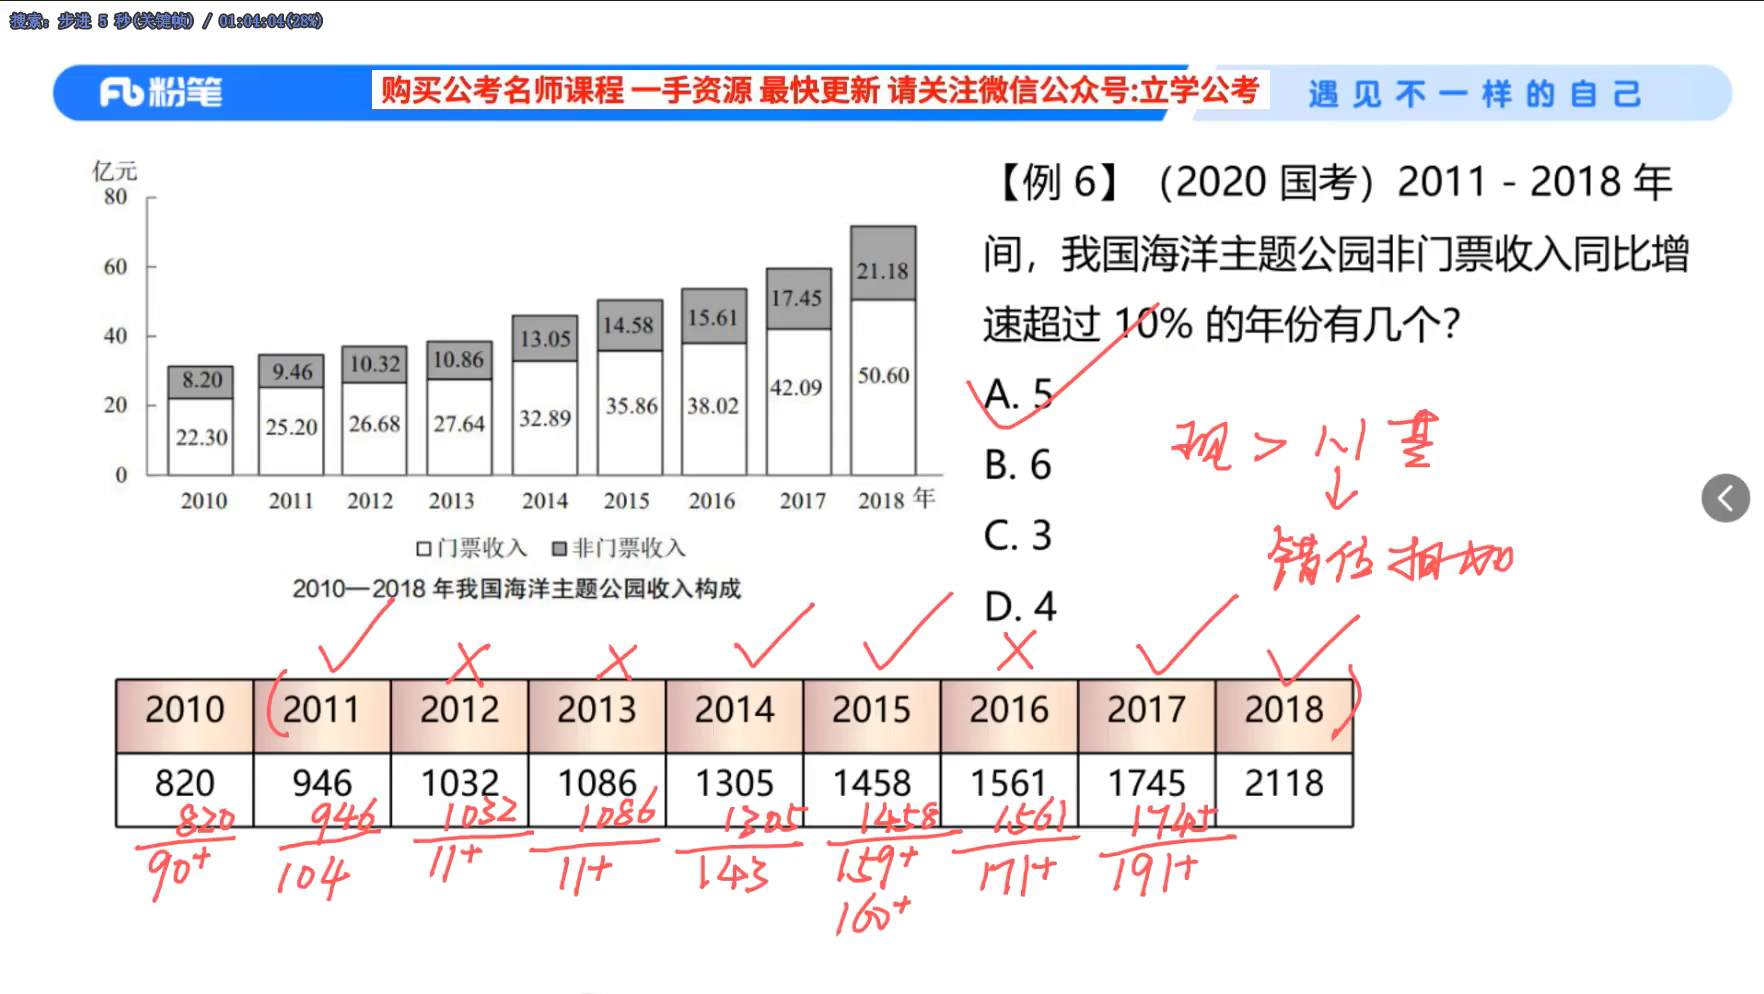 搜索: 步进 5 秒(关键帧) / 01:04:04(28%)
粉笔
购买公考名师课程 一手资源 最快更新 请关注微信公众号:立学公考
遇见不一样的自己
亿元
80
60
40
20
0
8.20
9.46
10.32
10.86
13.05
14.58
15.61
17.45
21.18
22.30
25.20
26.68
27.64
32.89
35.86
38.02
42.09
50.60
2010 2011 2012 2013 2014 2015 2016 2017 2018 年
门票收入 非门票收入
2010—2018 年我国海洋主题公园收入构成
【例 6】（2020 国考）2011 - 2018 年
间，我国海洋主题公园非门票收入同比增
速超过 10% 的年份有几个？
A. 5
B. 6
C. 3
D. 4
现 > 1.1 基
↓
错位相加
2010 2011 2012 2013 2014 2015 2016 2017 2018
820 946 1032 1086 1305 1458 1561 1745 2118
820 946 1032 1086 1305 1458 1561 1745
90+ 104 11+ 11+ 143 159+ 171+ 191+
160+